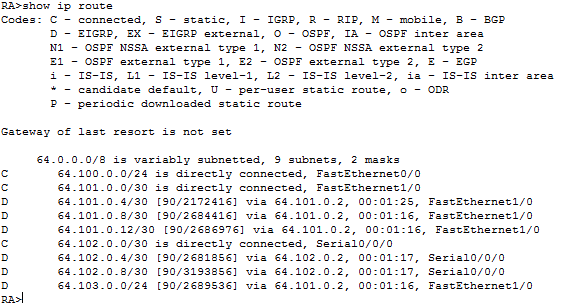 RA>show ip route
Codes: C - connected, S - static, I - IGRP, R - RIP, M - mobile, B - BGP
       D - EIGRP, EX - EIGRP external, O - OSPF, IA - OSPF inter area
       N1 - OSPF NSSA external type 1, N2 - OSPF NSSA external type 2
       E1 - OSPF external type 1, E2 - OSPF external type 2, E - EGP
       i - IS-IS, L1 - IS-IS level-1, L2 - IS-IS level-2, ia - IS-IS inter area
       * - candidate default, U - per-user static route, o - ODR
       P - periodic downloaded static route

Gateway of last resort is not set

     64.0.0.0/8 is variably subnetted, 9 subnets, 2 masks
C       64.100.0.0/24 is directly connected, FastEthernet0/0
C       64.101.0.0/30 is directly connected, FastEthernet1/0
D       64.101.0.4/30 [90/2172416] via 64.101.0.2, 00:01:25, FastEthernet1/0
D       64.101.0.8/30 [90/2684416] via 64.101.0.2, 00:01:16, FastEthernet1/0
D       64.101.0.12/30 [90/2686976] via 64.101.0.2, 00:01:16, FastEthernet1/0
C       64.102.0.0/30 is directly connected, Serial0/0/0
D       64.102.0.4/30 [90/2681856] via 64.102.0.2, 00:01:17, Serial0/0/0
D       64.102.0.8/30 [90/3193856] via 64.102.0.2, 00:01:17, Serial0/0/0
D       64.103.0.0/24 [90/2689536] via 64.101.0.2, 00:01:16, FastEthernet1/0
RA>